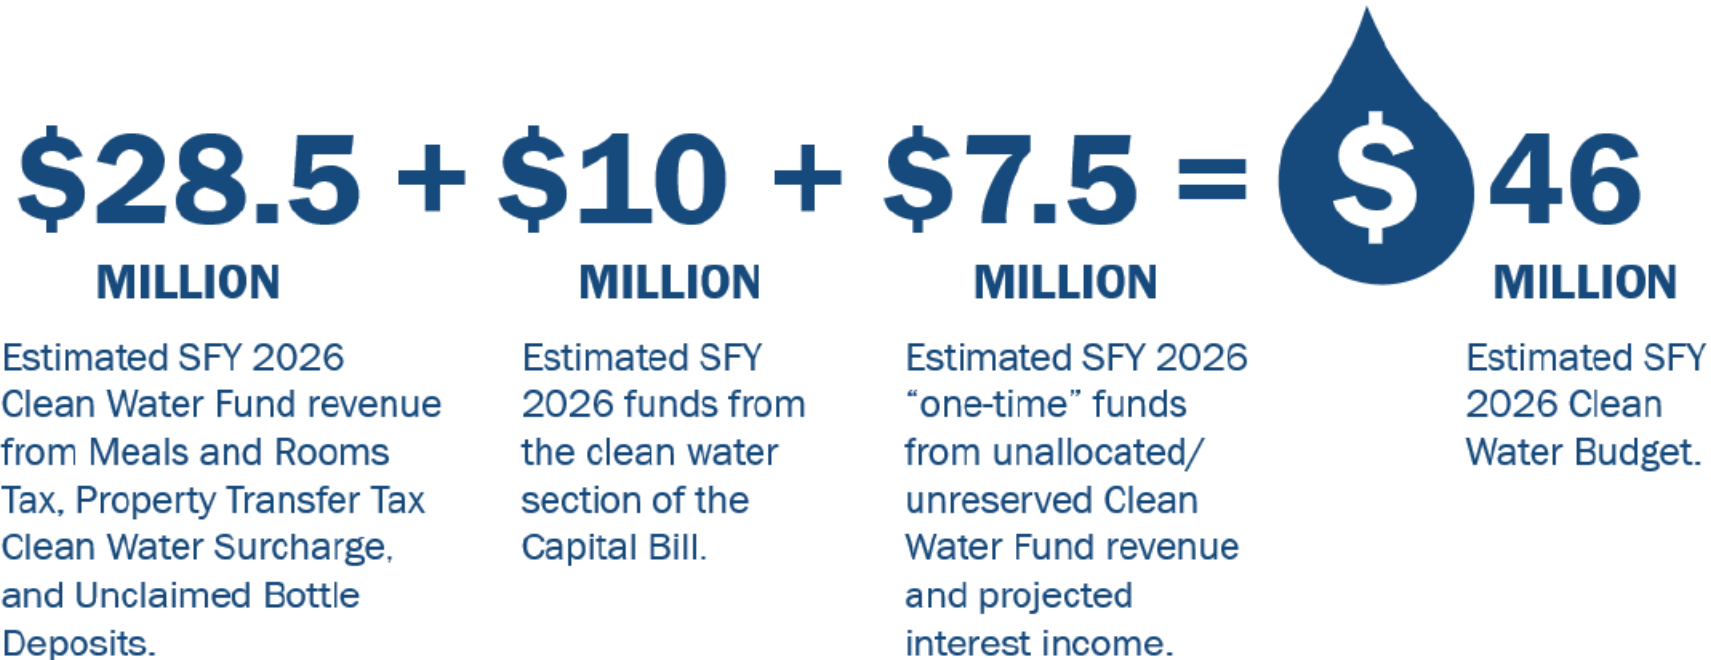 $28.5 + $10 + $7.5 = $46
MILLION MILLION MILLION MILLION
Estimated SFY 2026
Clean Water Fund revenue
from Meals and Rooms
Tax, Property Transfer Tax
Clean Water Surcharge,
and Unclaimed Bottle
Deposits.
Estimated SFY
2026 funds from
the clean water
section of the
Capital Bill.
Estimated SFY 2026
“one-time” funds
from unallocated/
unreserved Clean
Water Fund revenue
and projected
interest income.
Estimated SFY
2026 Clean
Water Budget.